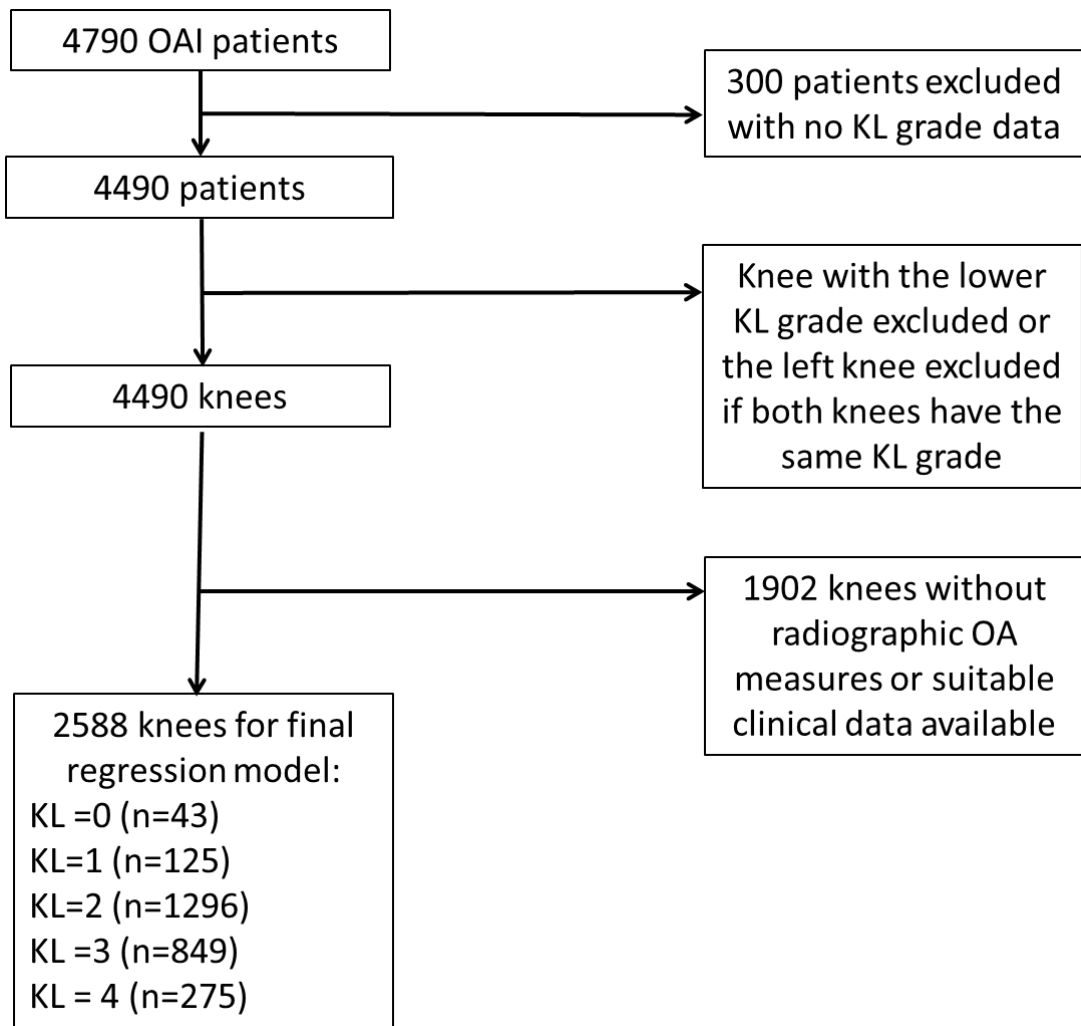 4790 OAI patients
300 patients excluded
with no KL grade data
4490 patients
Knee with the lower
KL grade excluded or
the left knee excluded
if both knees have the
same KL grade
4490 knees
1902 knees without
radiographic OA
measures or suitable
clinical data available
2588 knees for final
regression model:
KL =0 (n=43)
KL=1 (n=125)
KL=2 (n=1296)
KL =3 (n=849)
KL = 4 (n=275)